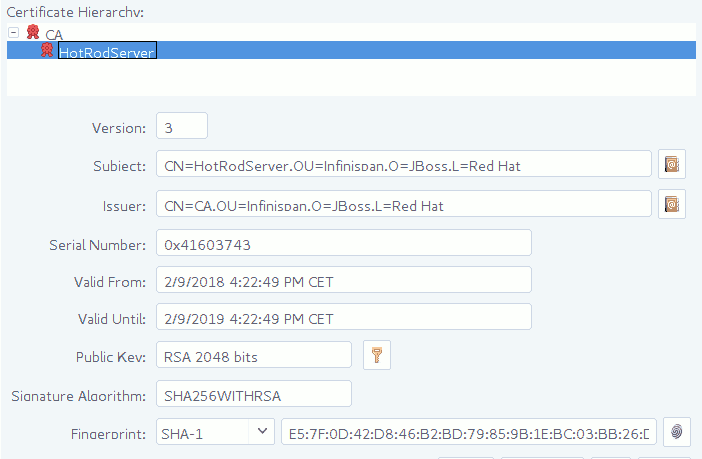 Certificate Hierarchy:
CA
HotRodServer
Version: 3
Subject: CN=HotRodServer,OU=Infinispan,O=JBoss,L=Red Hat
Issuer: CN=CA,OU=Infinispan,O=JBoss,L=Red Hat
Serial Number: 0x41603743
Valid From: 2/9/2018 4:22:49 PM CET
Valid Until: 2/9/2019 4:22:49 PM CET
Public Key: RSA 2048 bits
Signature Algorithm: SHA256WITHRSA
Fingerprint: SHA-1 E5:7F:0D:42:D8:46:B2:BD:79:85:9B:1E:BC:03:BB:26: